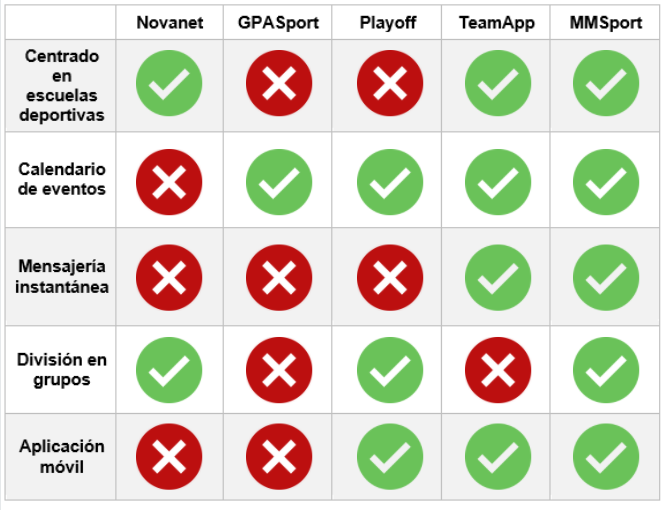 Novanet GPASport Playoff TeamApp MMSport
Centrado
en
escuelas
deportivas
Calendario
de eventos
Mensajería
instantánea
División en
grupos
Aplicación
móvil